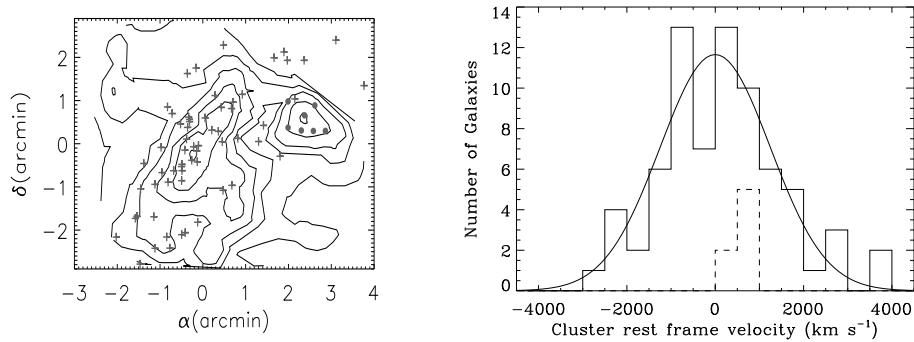 2
1
0
−1
−2
δ(arcmin)
−3 −2 −1 0 1 2 3 4
α(arcmin)
14
12
10
8
6
4
2
0
Number of Galaxies
−4000 −2000 0 2000 4000
Cluster rest frame velocity (km s⁻¹)